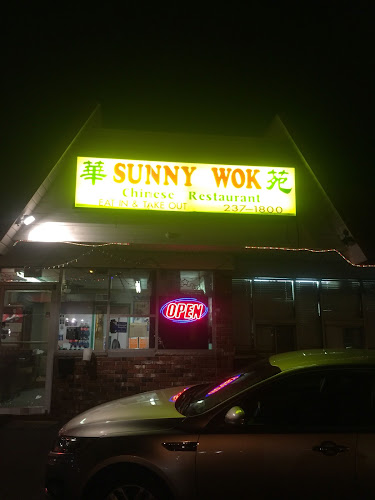 華 SUNNY WOK 苑
Chinese Restaurant
EAT IN & TAKE OUT 237-1800
OPEN